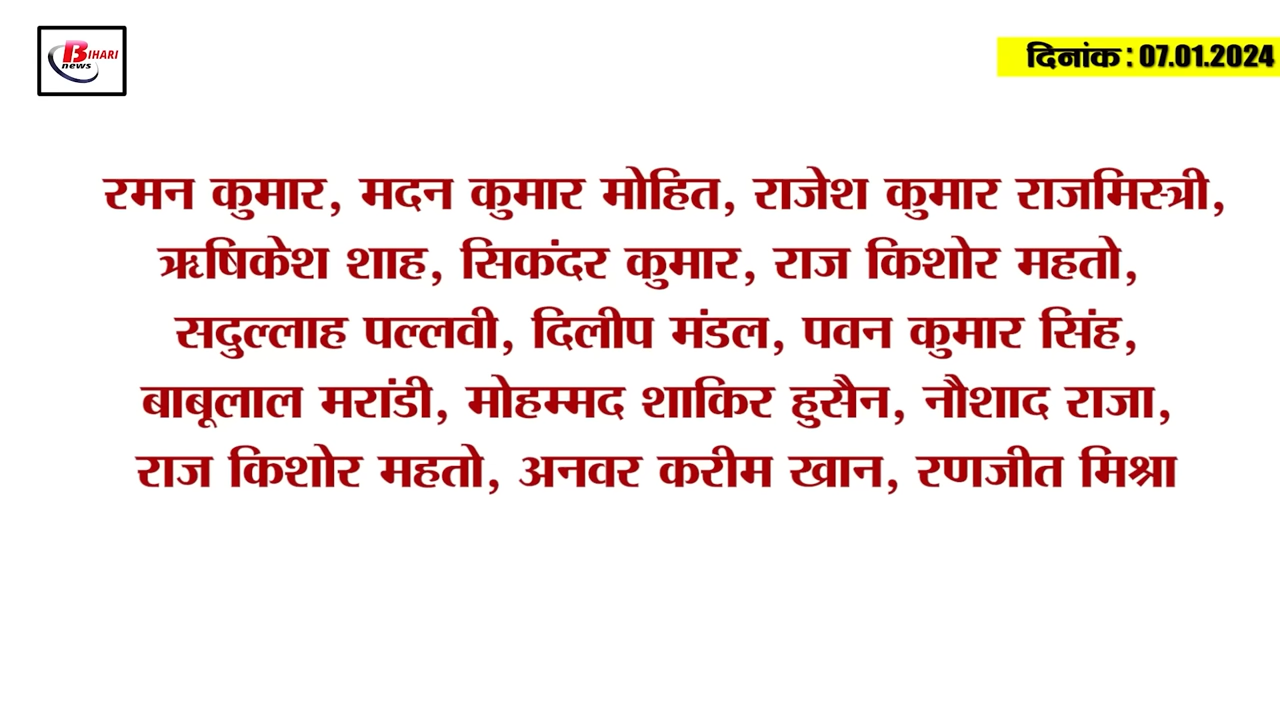 BIHARI
news
दिनांक : 07.01.2024
रमन कुमार, मदन कुमार मोहित, राजेश कुमार राजमिस्त्री,
ऋषिकेश शाह, सिकंदर कुमार, राज किशोर महतो,
सदुल्लाह पल्लवी, दिलीप मंडल, पवन कुमार सिंह,
बाबूलाल मरांडी, मोहम्मद शाकिर हुसैन, नौशाद राजा,
राज किशोर महतो, अनवर करीम खान, रणजीत मिश्रा